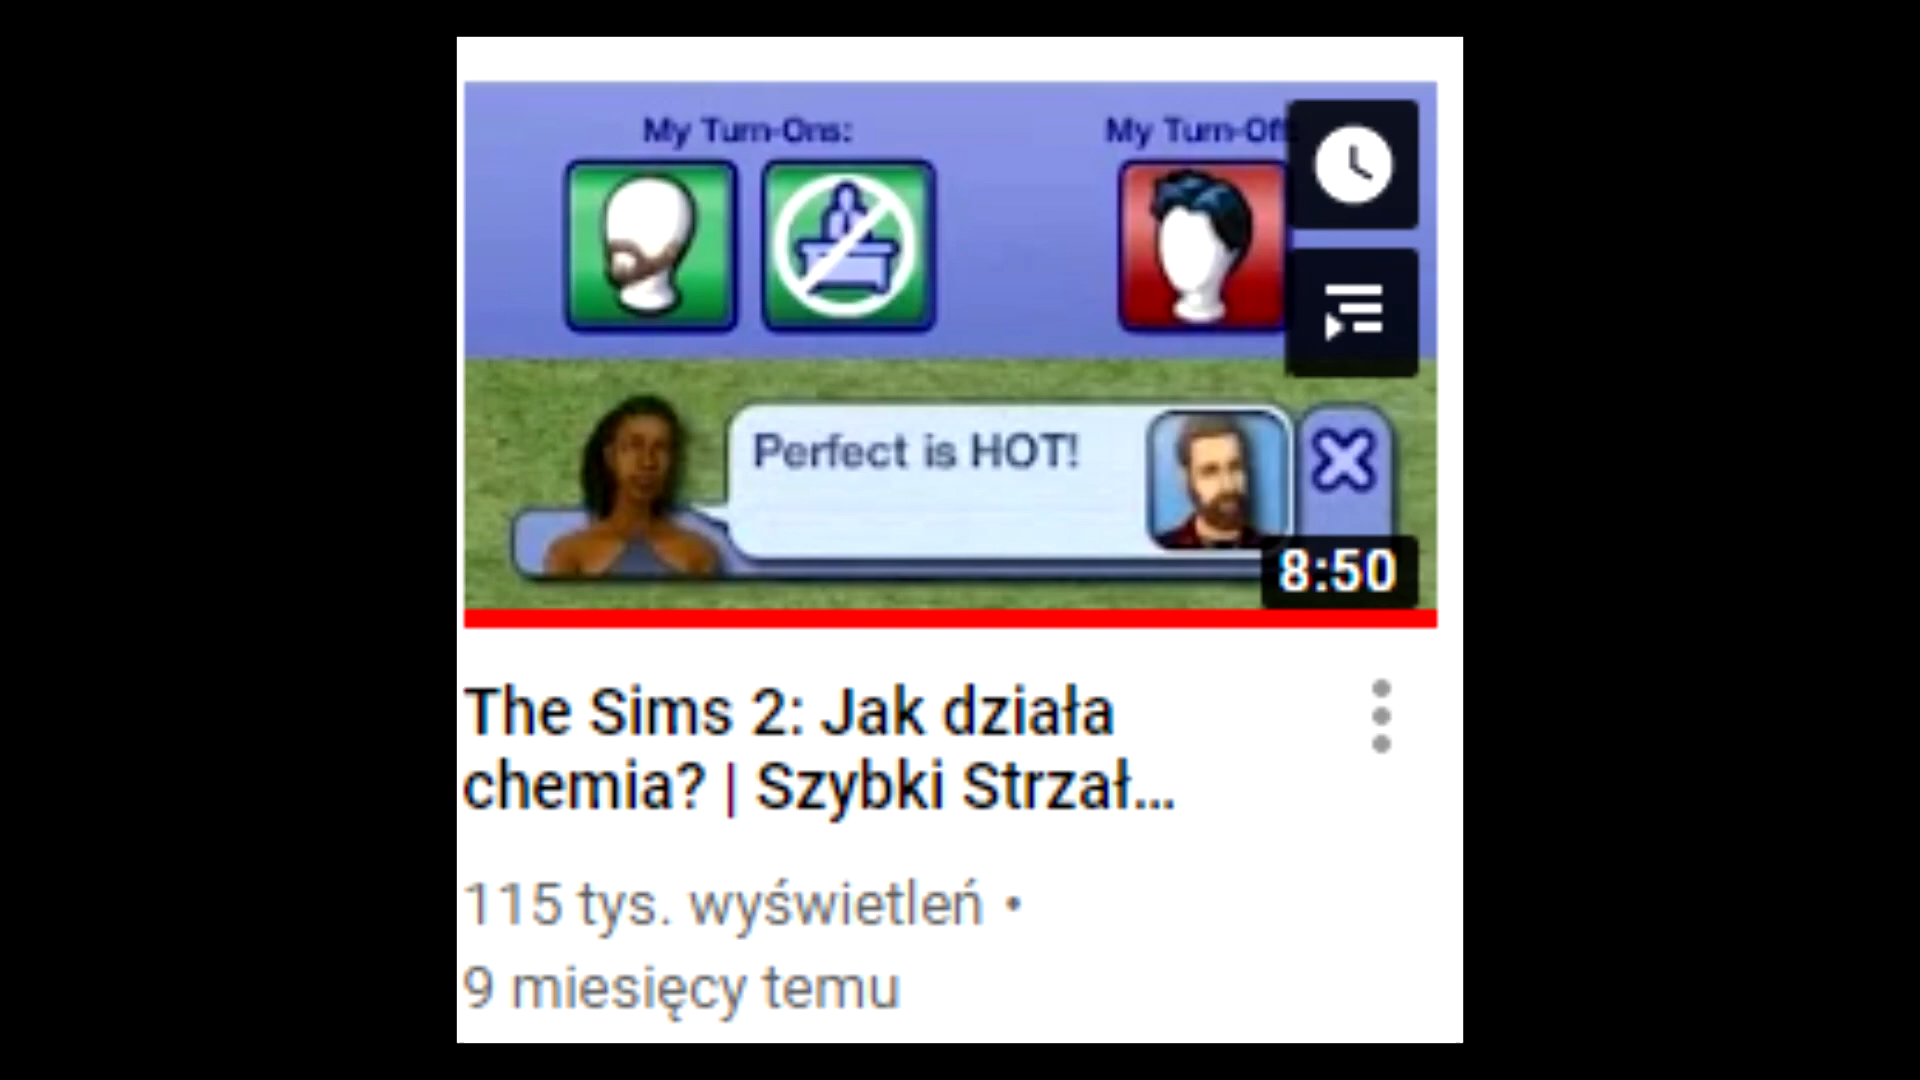 My Turn-Ons:
My Turn-Off
Perfect is HOT!
8:50
The Sims 2: Jak działa
chemia? | Szybki Strzał...
115 tys. wyświetleń •
9 miesięcy temu